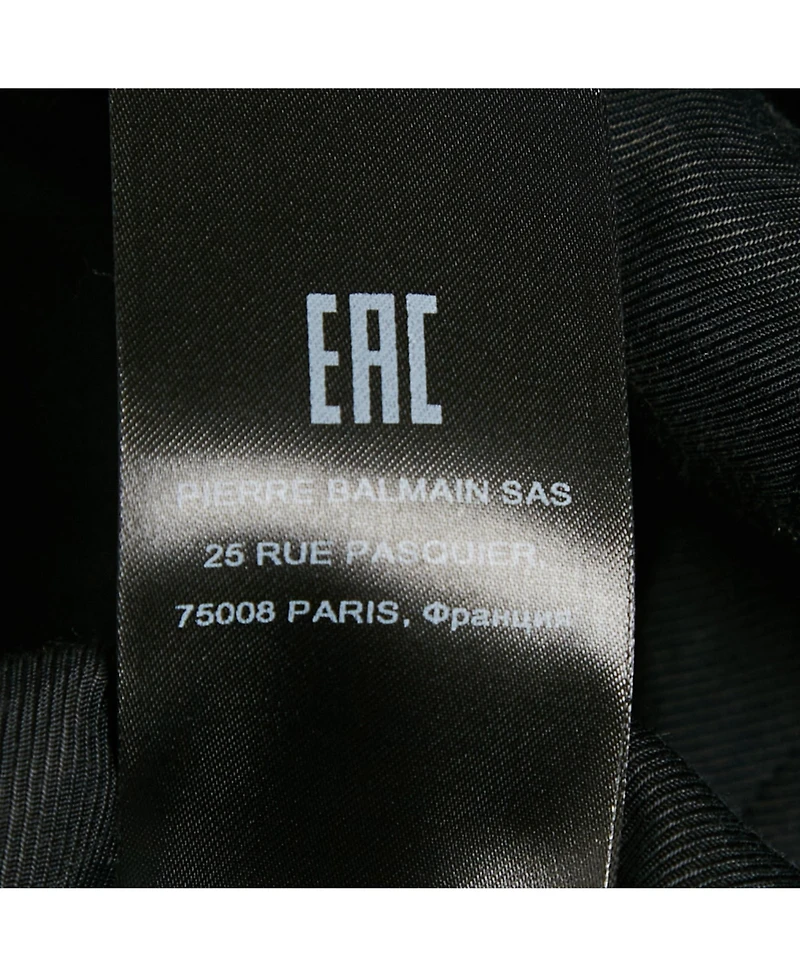 EAC
PIERRE BALMAIN SAS
25 RUE PASQUIER,
75008 PARIS, Франция